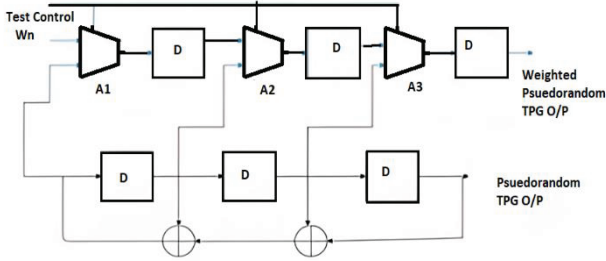 Test Control
Wn
D
D
D
A1
A2
A3
Weighted
Psuedorandom
TPG O/P
D
D
D
Psuedorandom
TPG O/P